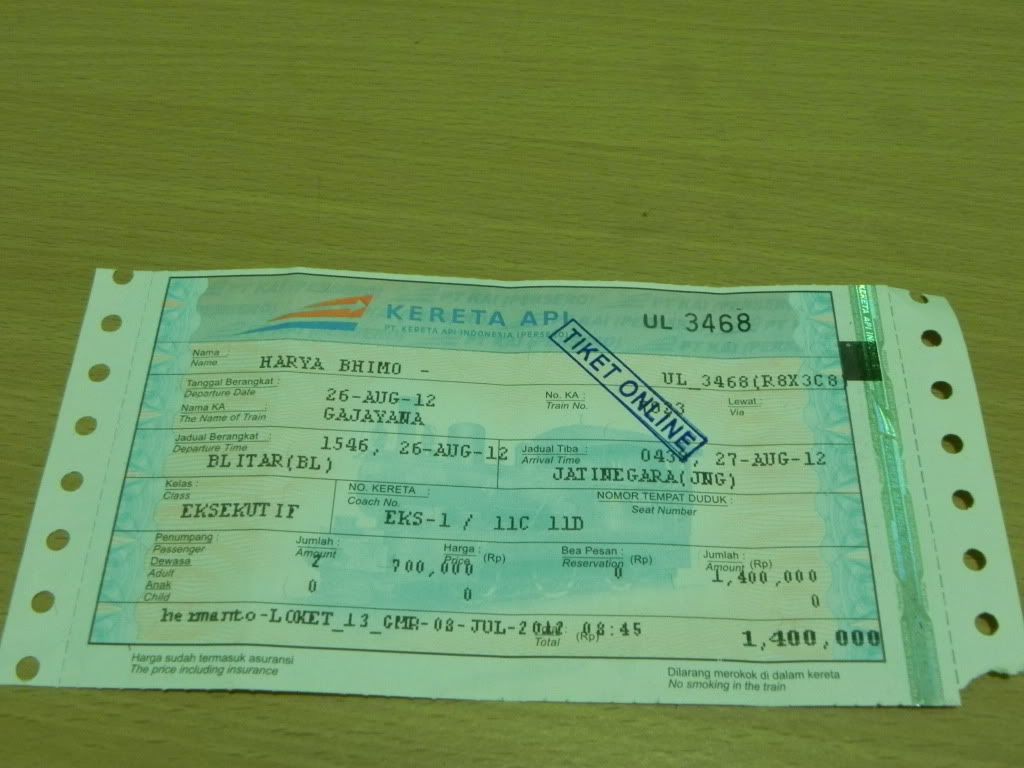 KERETA API
PT. KERETA API INDONESIA (PERSERO)
UL 3468
TIKET ONLINE
KERETA API
Nama :
Name
HARYA BHIMO -
UL_3468(R8X3C8)
Tanggal Berangkat :
Departure Date
26-AUG-12
No. KA :
Train No.
Lewat :
Via
Nama KA :
The Name of Train
GAJAYANA
Jadual Berangkat :
Departure Time
1546, 26-AUG-12
BLITAR(BL)
Jadual Tiba :
Arrival Time
27-AUG-12
JATINEGARA(JNG)
Kelas :
Class
EKSEKUTIF
NO. KERETA :
Coach No.
EKS-1 / 11C 11D
NOMOR TEMPAT DUDUK :
Seat Number
Penumpang :
Passenger
Jumlah :
Amount
Harga : (Rp)
Price
Bea Pesan : (Rp)
Reservation
Jumlah : (Rp)
Amount
Dewasa
Adult
2 700,000 0 1,400,000
Anak
Child
0 0 0
hermanto-LOKET_13_GMR-08-JUL-2012 08:45
Total (Rp)
1,400,000
Harga sudah termasuk asuransi
The price including insurance
Dilarang merokok di dalam kereta
No smoking in the train